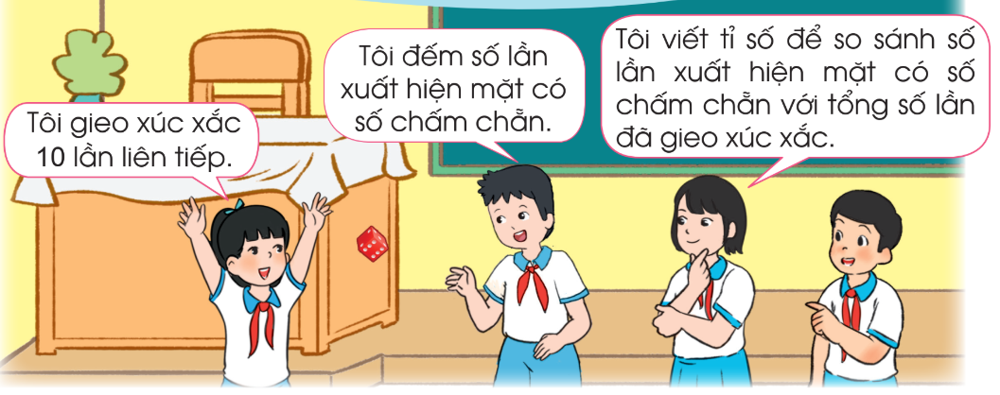 Tôi gieo xúc xắc
10 lần liên tiếp.
Tôi đếm số lần
xuất hiện mặt có
số chấm chẵn.
Tôi viết tỉ số để so sánh số
lần xuất hiện mặt có số
chấm chẵn với tổng số lần
đã gieo xúc xắc.